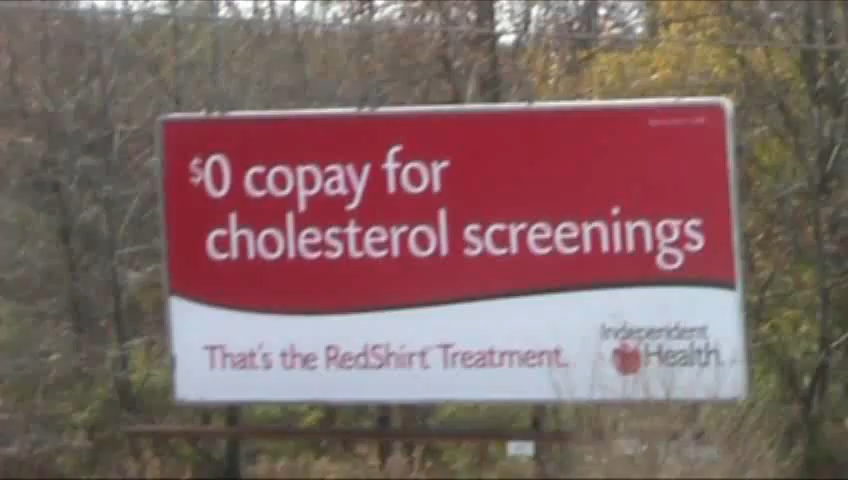 $0 copay for
cholesterol screenings
That's the RedShirt Treatment.
Independent
Health